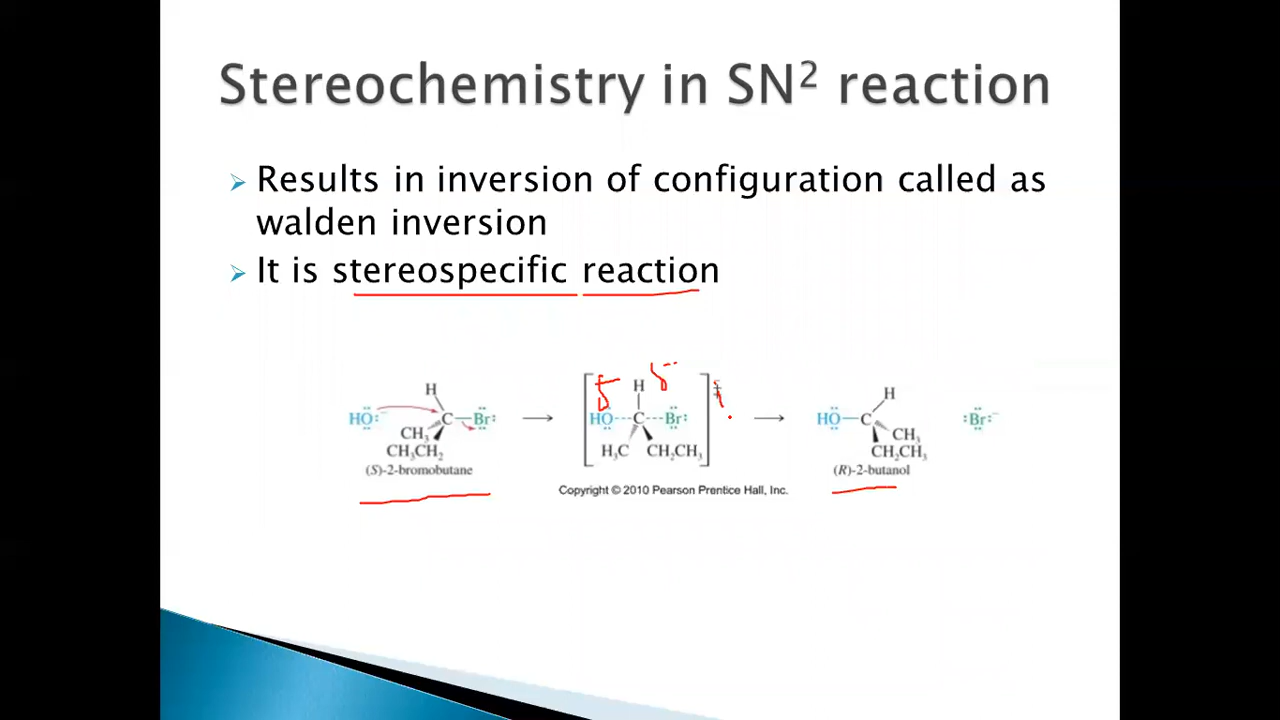 Stereochemistry in SN² reaction
Results in inversion of configuration called as
walden inversion
It is stereospecific reaction
δ H δ⁻
H H ‡
HO:⁻ C—Br: HO---C---Br: HO—C :Br:⁻
CH₃ CH₃
CH₃CH₂ H₃C CH₂CH₃ CH₂CH₃
(S)-2-bromobutane (R)-2-butanol
Copyright © 2010 Pearson Prentice Hall, Inc.